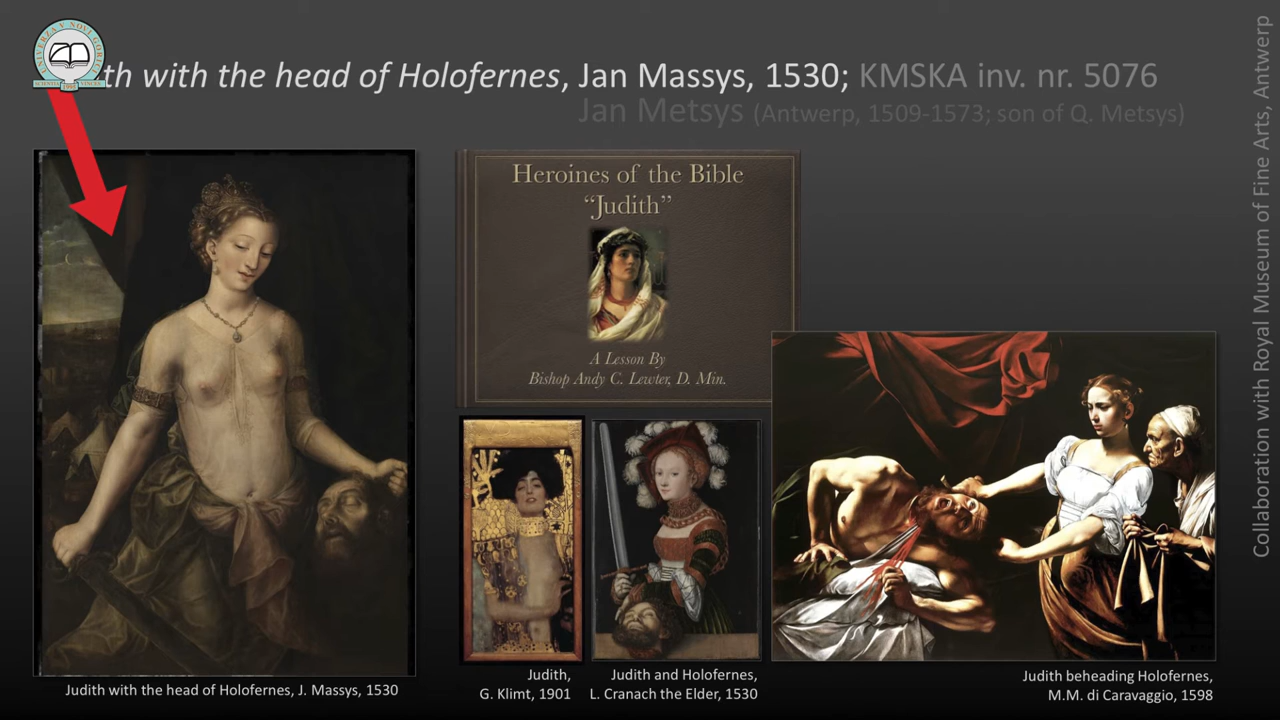 UNIVERZA V NOVI GORICI
th with the head of Holofernes, Jan Massys, 1530; KMSKA inv. nr. 5076
Jan Metsys (Antwerp, 1509-1573; son of Q. Metsys)
Heroines of the Bible
“Judith”
A Lesson By
Bishop Andy C. Lewter, D. Min.
Judith with the head of Holofernes, J. Massys, 1530
Judith,
G. Klimt, 1901
Judith and Holofernes,
L. Cranach the Elder, 1530
Judith beheading Holofernes,
M.M. di Caravaggio, 1598
Collaboration with Royal Museum of Fine Arts, Antwerp